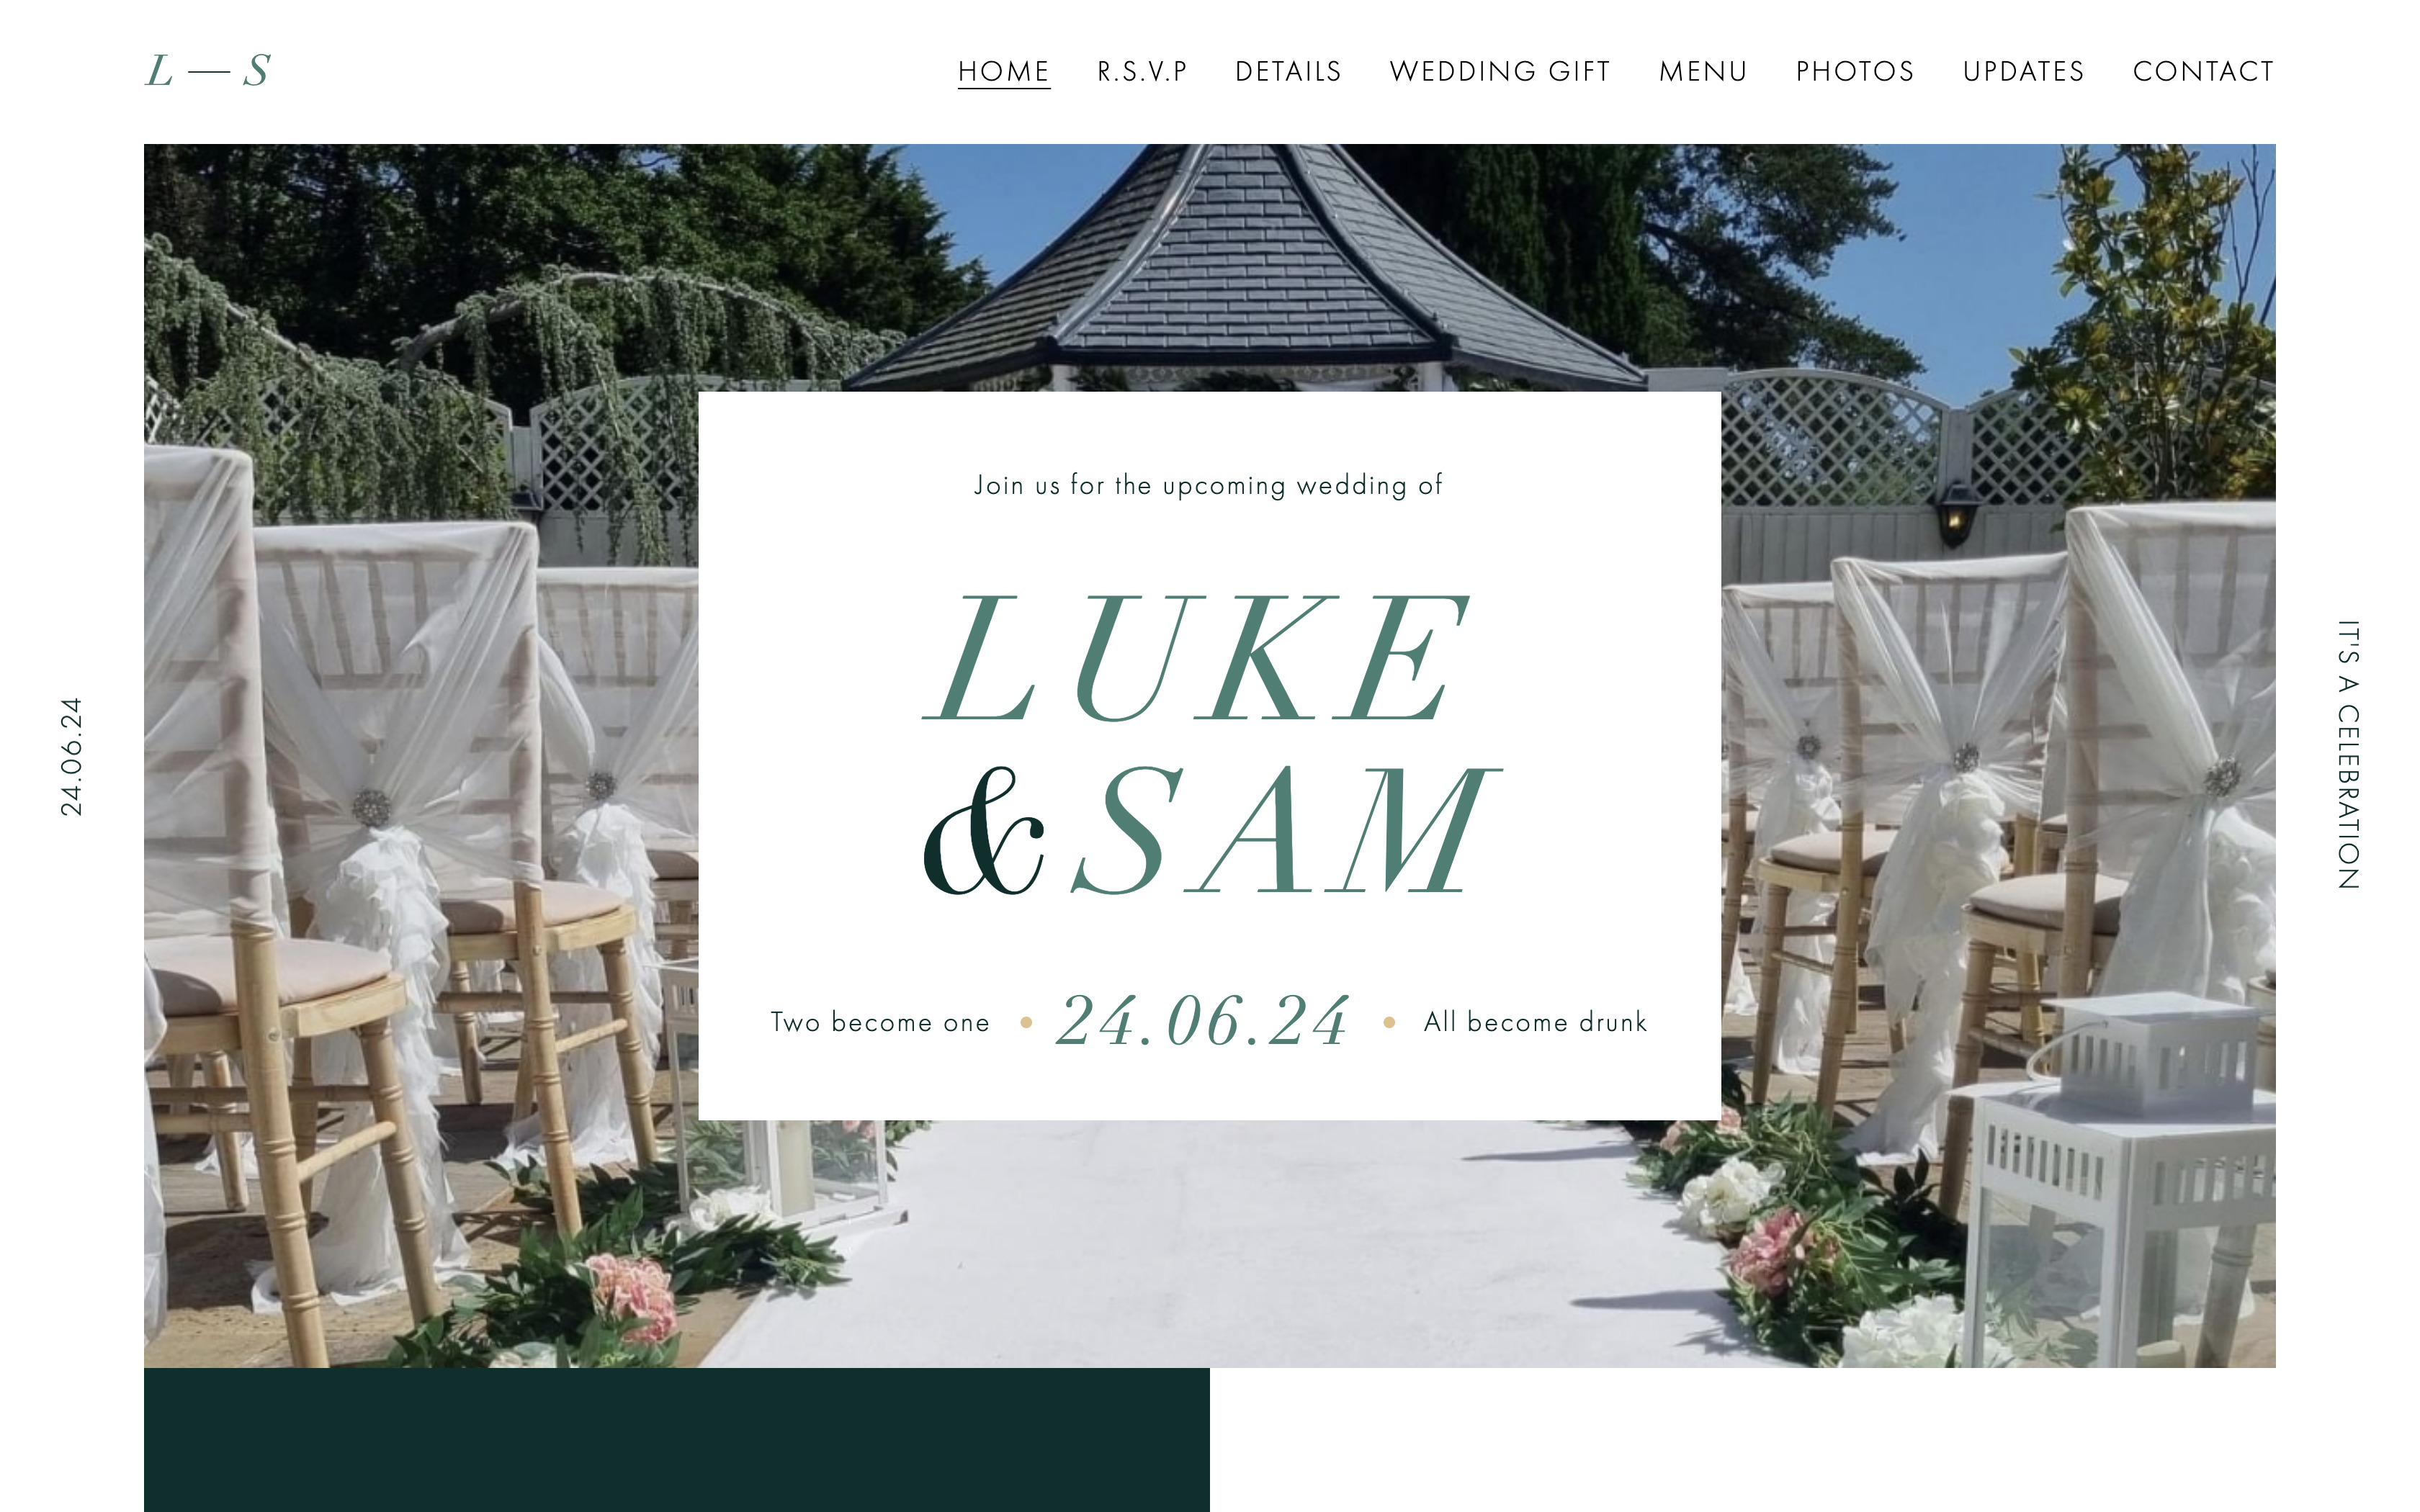 L — S
HOME R.S.V.P DETAILS WEDDING GIFT MENU PHOTOS UPDATES CONTACT
24.06.24
Join us for the upcoming wedding of
LUKE
& SAM
Two become one • 24.06.24 • All become drunk
IT'S A CELEBRATION